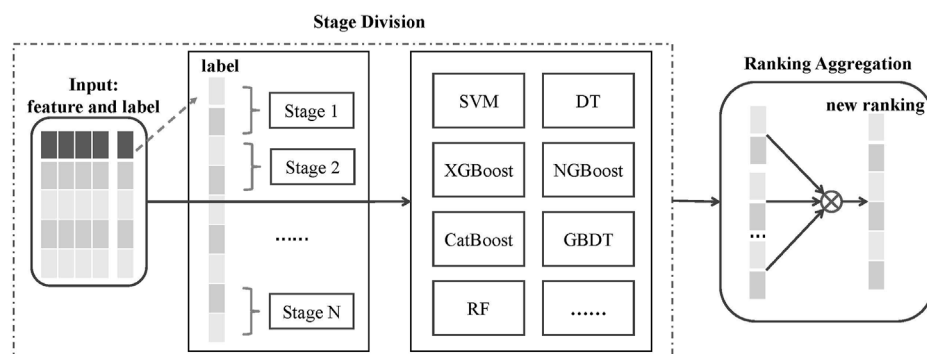 Stage Division
Input:
feature and label
label
Stage 1
Stage 2
......
Stage N
SVM
DT
XGBoost
NGBoost
CatBoost
GBDT
RF
......
Ranking Aggregation
new ranking
...